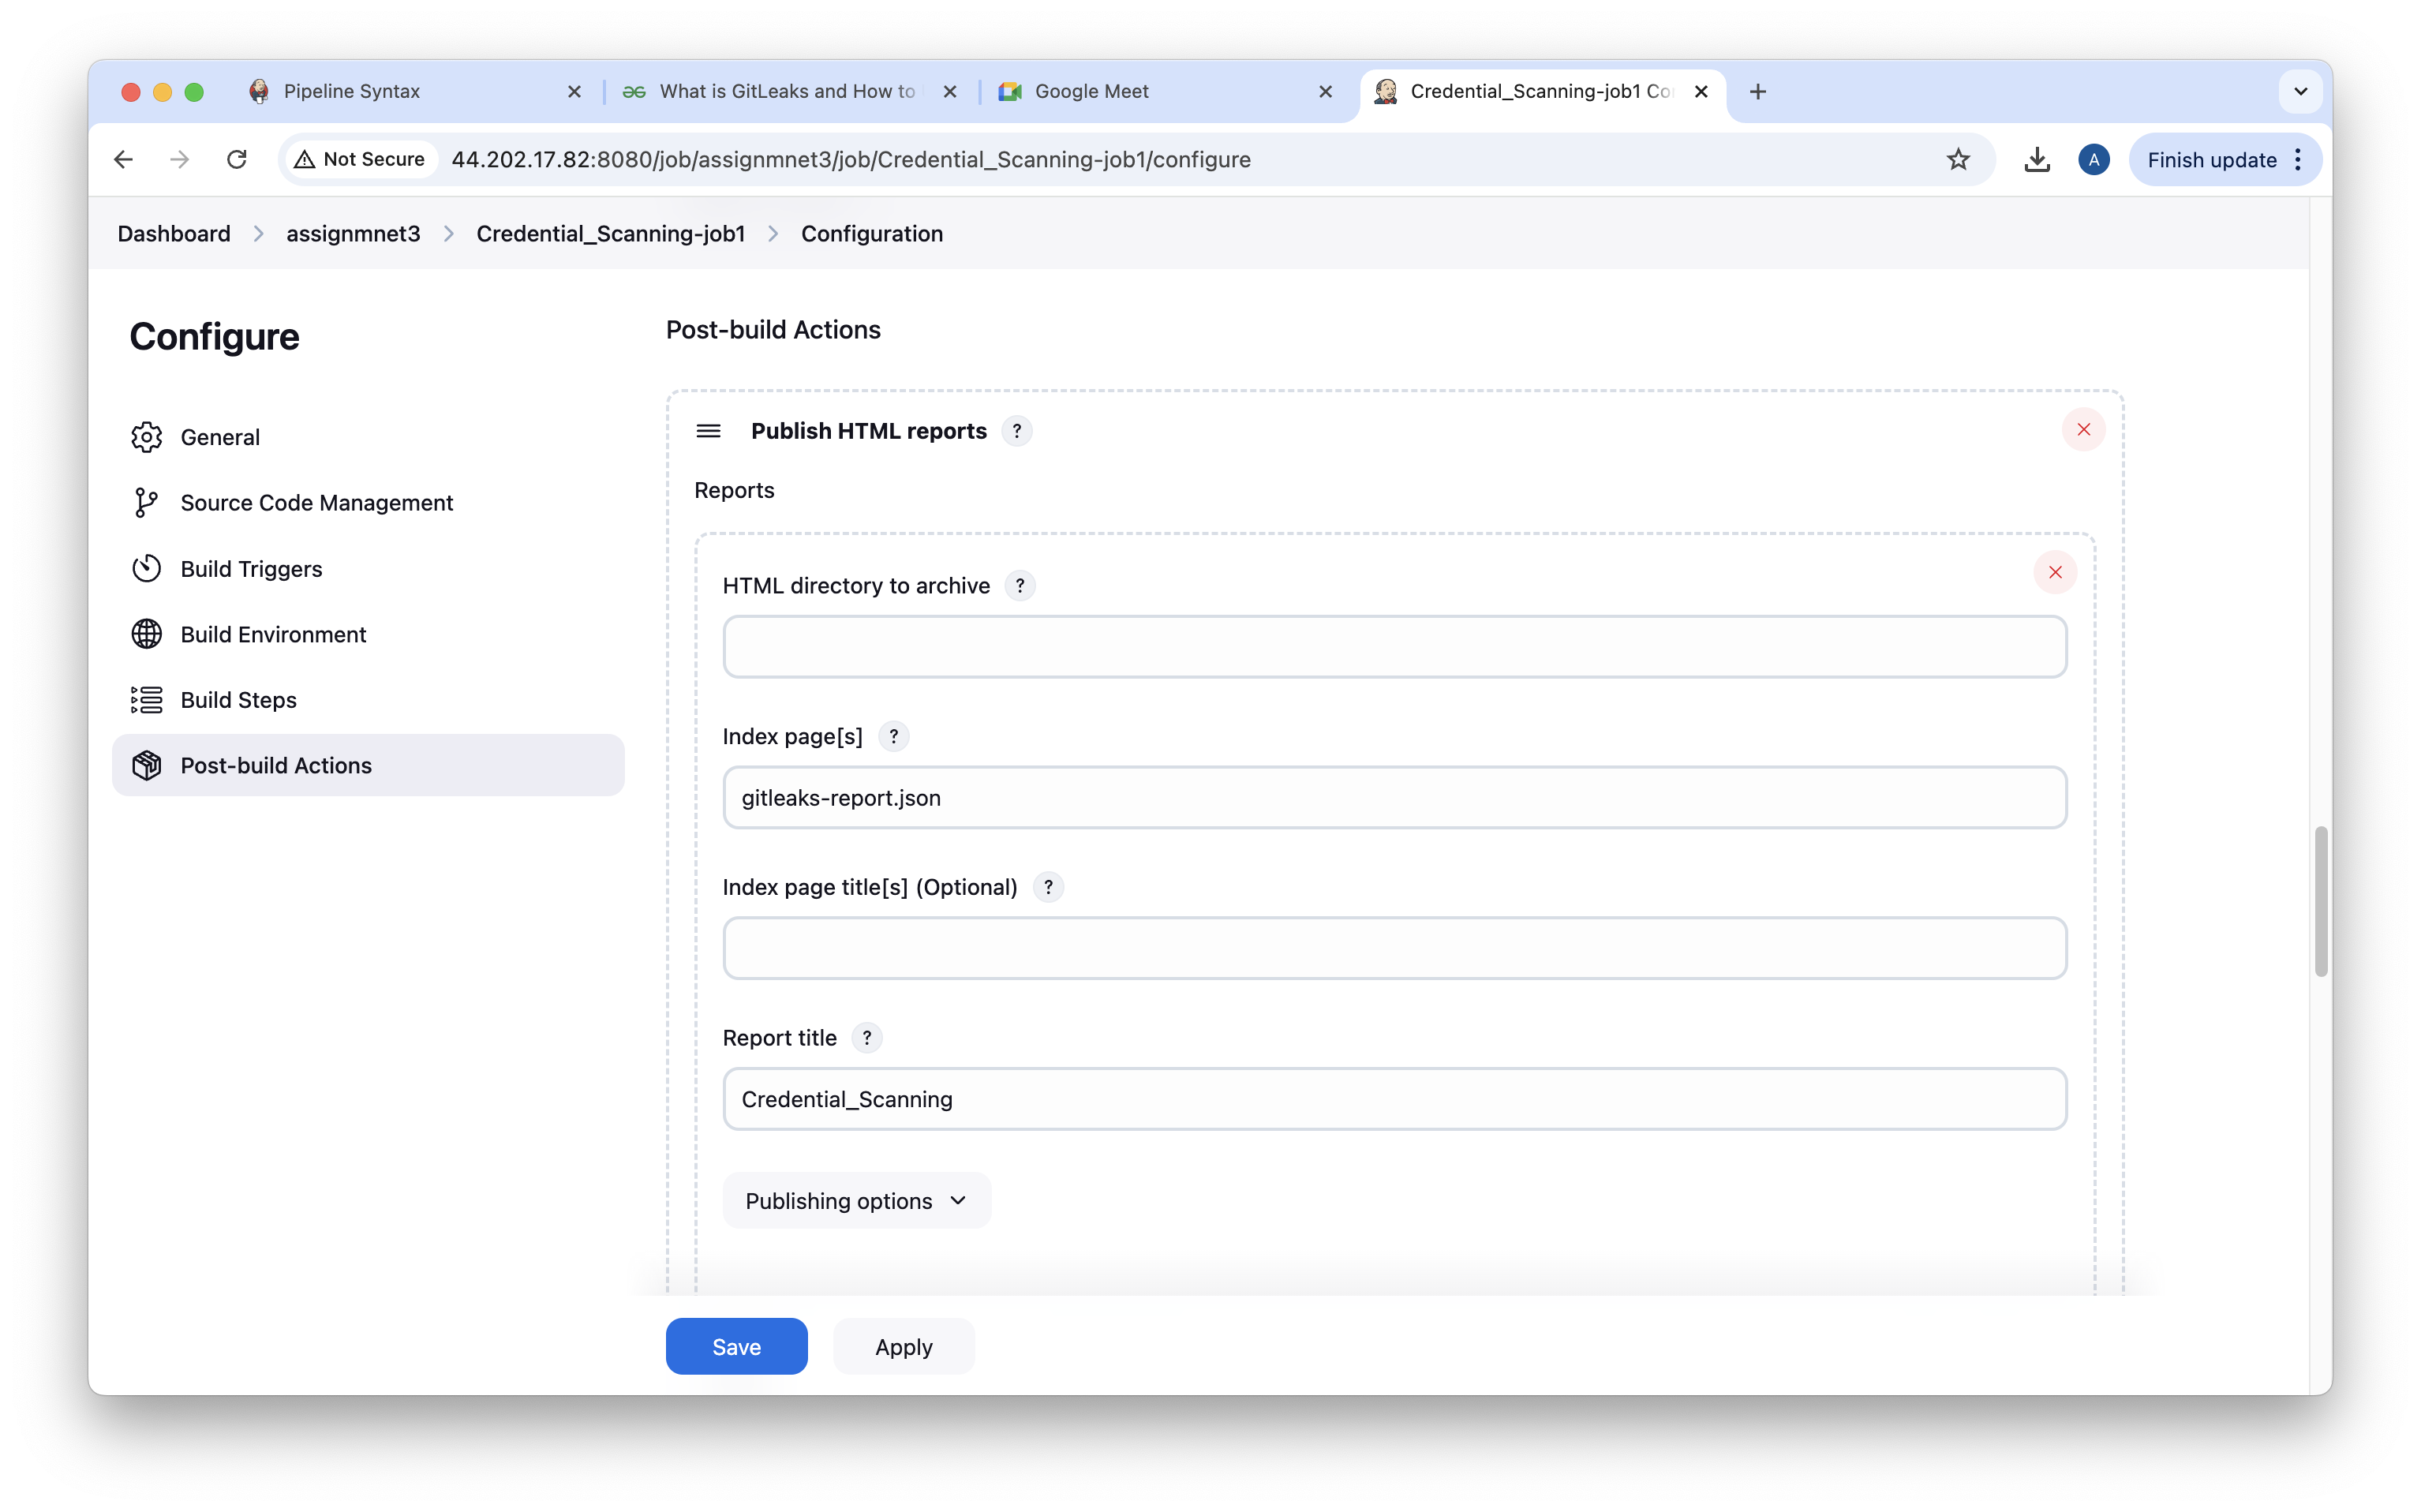 Pipeline Syntax
What is GitLeaks and How to
Google Meet
Credential_Scanning-job1 Co
Not Secure
44.202.17.82:8080/job/assignmnet3/job/Credential_Scanning-job1/configure
A
Finish update
Dashboard > assignmnet3 > Credential_Scanning-job1 > Configuration
Configure
General
Source Code Management
Build Triggers
Build Environment
Build Steps
Post-build Actions
Post-build Actions
Publish HTML reports ?
Reports
HTML directory to archive ?
Index page[s] ?
gitleaks-report.json
Index page title[s] (Optional) ?
Report title ?
Credential_Scanning
Publishing options
Save
Apply